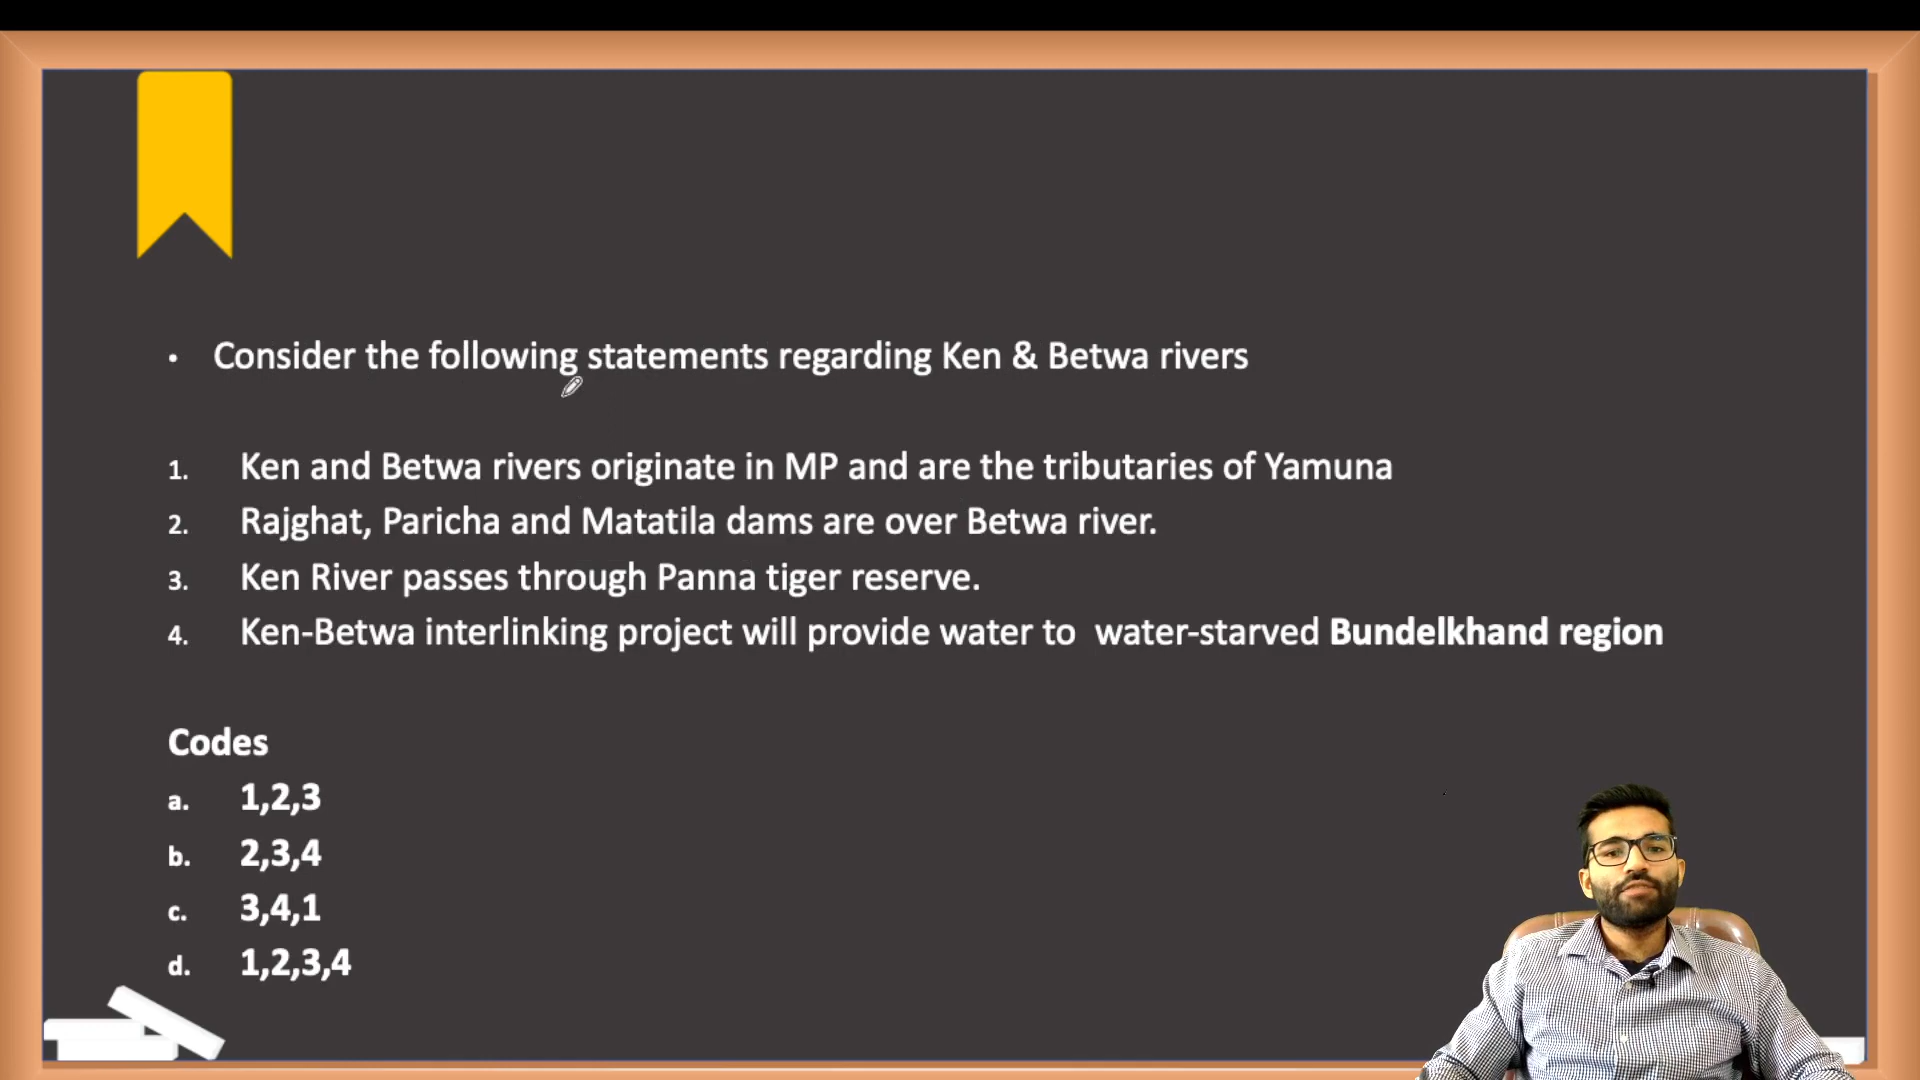 • Consider the following statements regarding Ken & Betwa rivers
1. Ken and Betwa rivers originate in MP and are the tributaries of Yamuna
2. Rajghat, Paricha and Matatila dams are over Betwa river.
3. Ken River passes through Panna tiger reserve.
4. Ken-Betwa interlinking project will provide water to water-starved Bundelkhand region
Codes
a. 1,2,3
b. 2,3,4
c. 3,4,1
d. 1,2,3,4